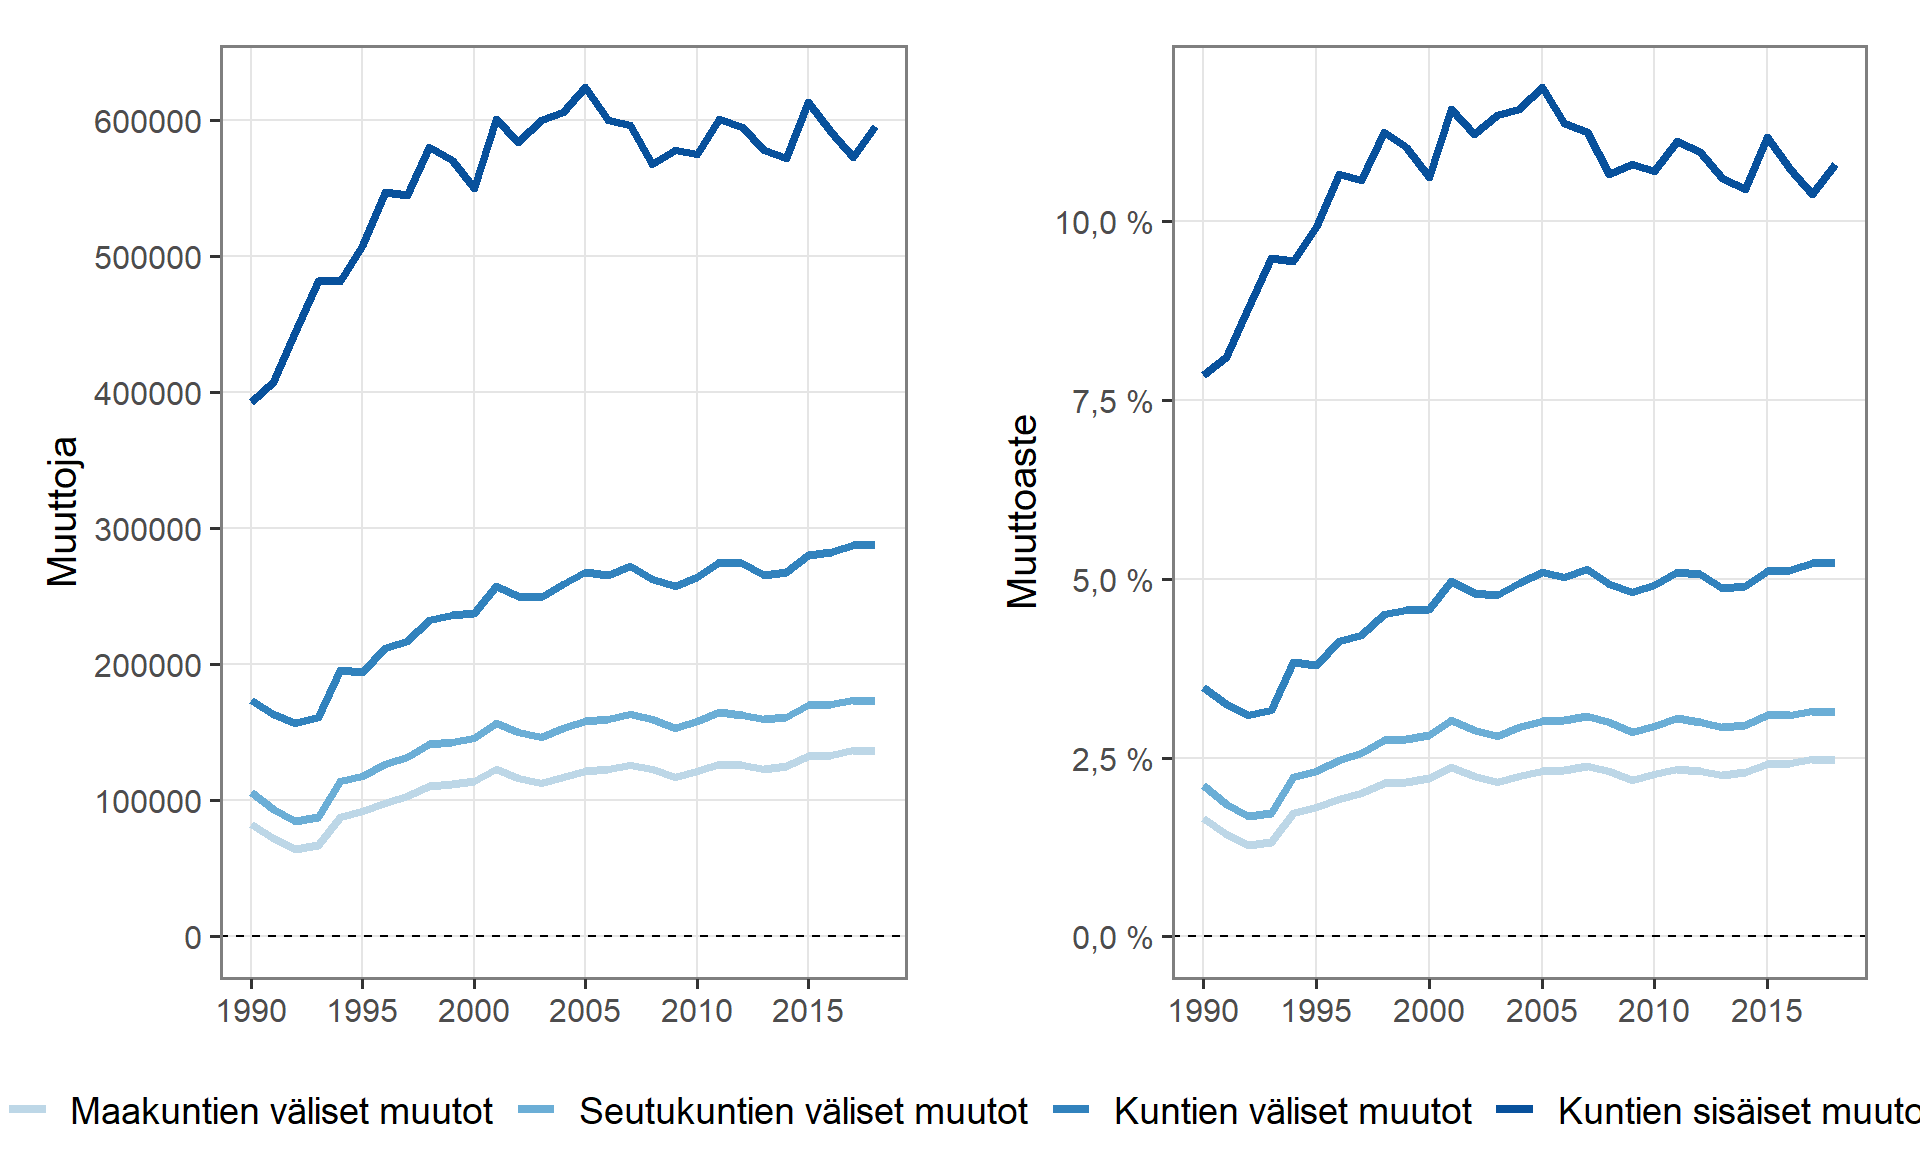 Muuttoja
600000
500000
400000
300000
200000
100000
0
1990 1995 2000 2005 2010 2015
Muuttoaste
10,0 %
7,5 %
5,0 %
2,5 %
0,0 %
1990 1995 2000 2005 2010 2015
Maakuntien väliset muutot Seutukuntien väliset muutot Kuntien väliset muutot Kuntien sisäiset muuto